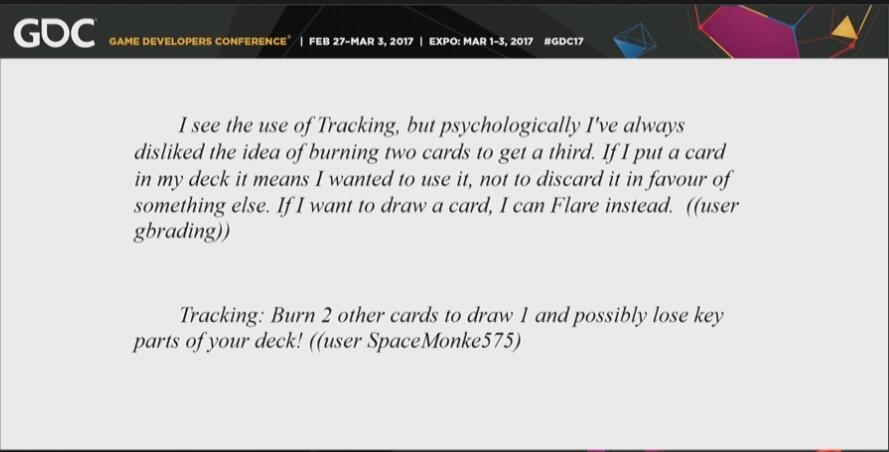 GDC GAME DEVELOPERS CONFERENCE® | FEB 27-MAR 3, 2017 | EXPO: MAR 1-3, 2017 #GDC17
I see the use of Tracking, but psychologically I've always
disliked the idea of burning two cards to get a third. If I put a card
in my deck it means I wanted to use it, not to discard it in favour of
something else. If I want to draw a card, I can Flare instead. ((user
gbrading))
Tracking: Burn 2 other cards to draw 1 and possibly lose key
parts of your deck! ((user SpaceMonke575)